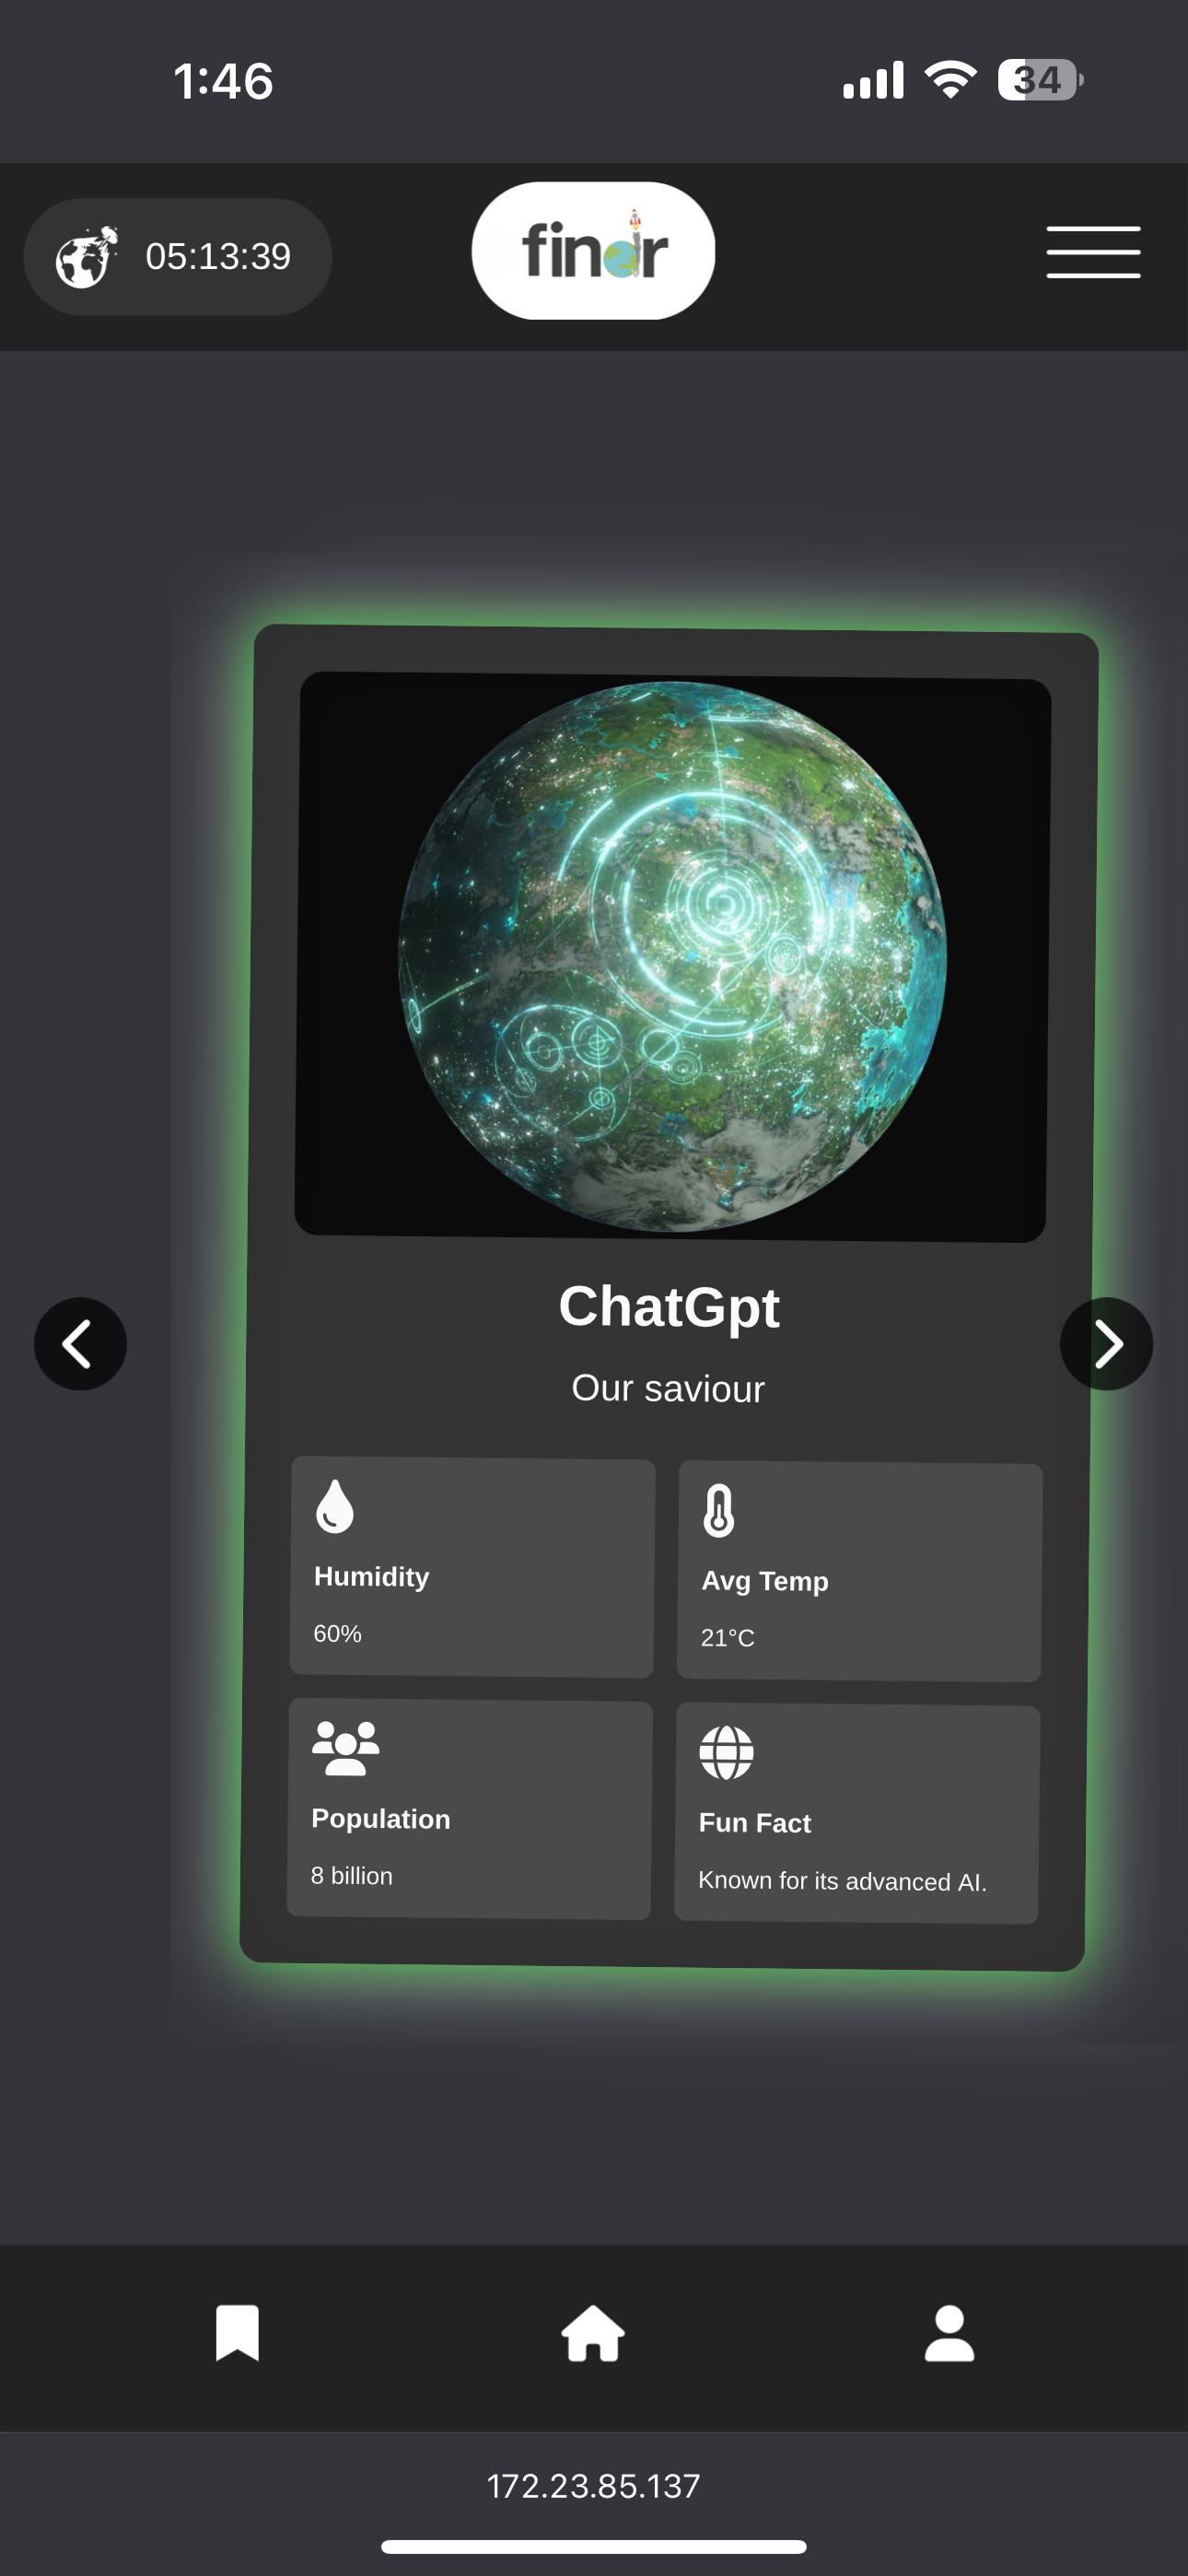 1:46
34
05:13:39
findr
ChatGpt
Our saviour
Humidity
60%
Avg Temp
21°C
Population
8 billion
Fun Fact
Known for its advanced AI.
172.23.85.137